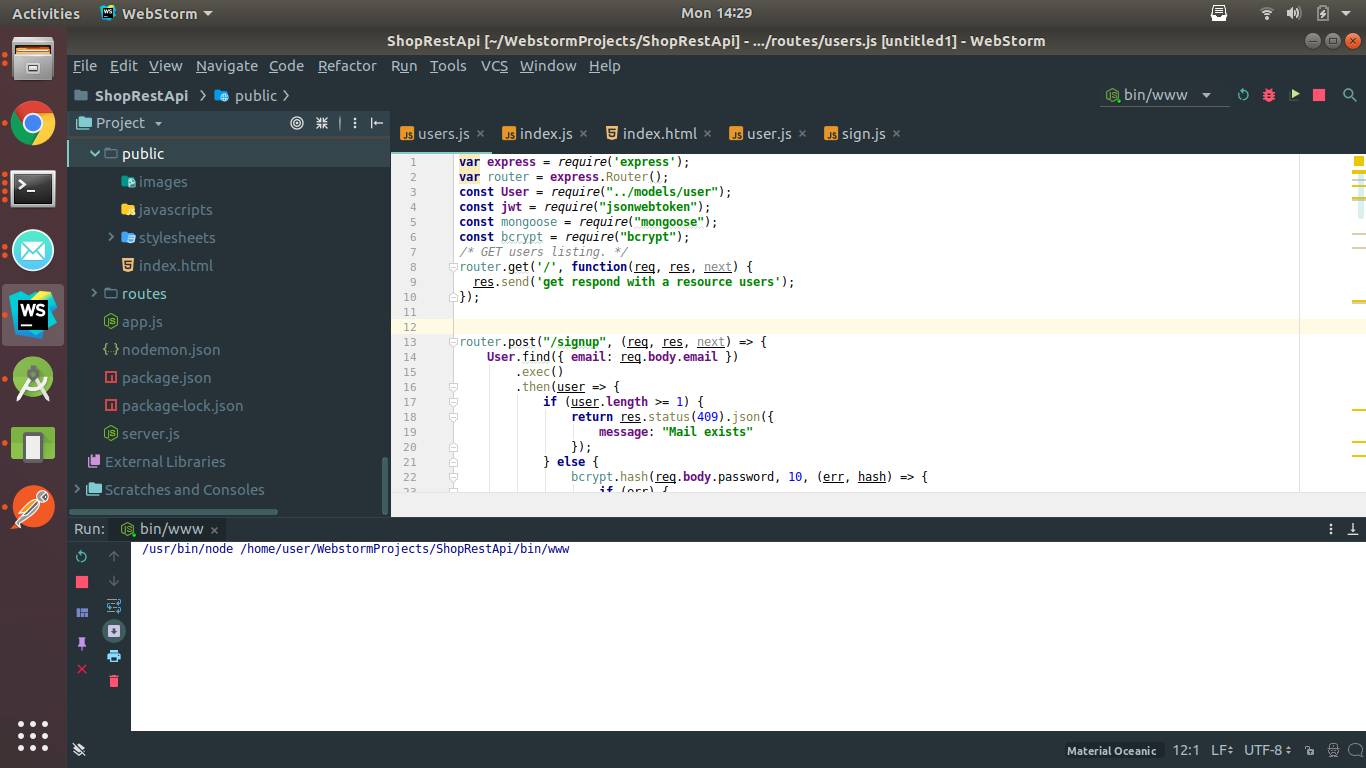 Activities WebStorm Mon 14:29
ShopRestApi [~/WebstormProjects/ShopRestApi] - .../routes/users.js [untitled1] - WebStorm
File Edit View Navigate Code Refactor Run Tools VCS Window Help
ShopRestApi public bin/www
Project
users.js index.js index.html user.js sign.js
public
images
javascripts
stylesheets
index.html
routes
app.js
nodemon.json
package.json
package-lock.json
server.js
External Libraries
Scratches and Consoles
1 var express = require('express');
2 var router = express.Router();
3 const User = require("../models/user");
4 const jwt = require("jsonwebtoken");
5 const mongoose = require("mongoose");
6 const bcrypt = require("bcrypt");
7 /* GET users listing. */
8 router.get('/', function(req, res, next) {
9 res.send('get respond with a resource users');
10 });
11
12
13 router.post("/signup", (req, res, next) => {
14 User.find({ email: req.body.email })
15 .exec()
16 .then(user => {
17 if (user.length >= 1) {
18 return res.status(409).json({
19 message: "Mail exists"
20 });
21 } else {
22 bcrypt.hash(req.body.password, 10, (err, hash) => {
23 if (err) {
Run: bin/www
/usr/bin/node /home/user/WebstormProjects/ShopRestApi/bin/www
Material Oceanic 12:1 LF UTF-8